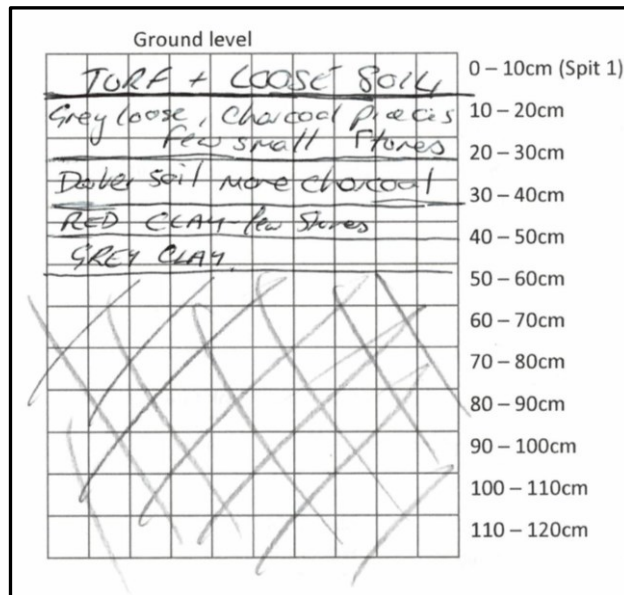 Ground level
TURF + LOOSE SOIL 0 – 10cm (Spit 1)
Grey loose, charcoal pieces 10 – 20cm
few small stones 20 – 30cm
Darker soil more charcoal 30 – 40cm
RED CLAY - few stones 40 – 50cm
GREY CLAY. 50 – 60cm
60 – 70cm
70 – 80cm
80 – 90cm
90 – 100cm
100 – 110cm
110 – 120cm